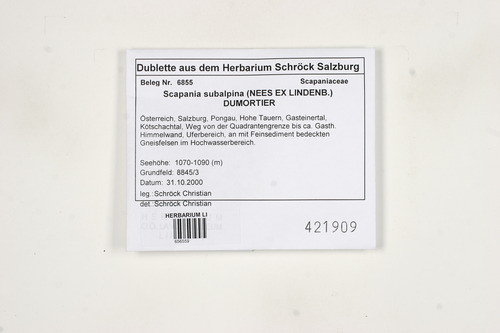 Dublette aus dem Herbarium Schröck Salzburg
Beleg Nr. 6855 Scapaniaceae
Scapania subalpina (NEES EX LINDENB.)
DUMORTIER
Österreich, Salzburg, Pongau, Hohe Tauern, Gasteinertal,
Kötschachtal, Weg von der Quadrantengrenze bis ca. Gasth.
Himmelwand, Uferbereich, an mit Feinsediment bedeckten
Gneisfelsen im Hochwasserbereich.
Seehöhe: 1070-1090 (m)
Grundfeld: 8845/3
Datum: 31.10.2000
leg.: Schröck Christian
det. Schröck Christian
HERBARIUM LI
421909